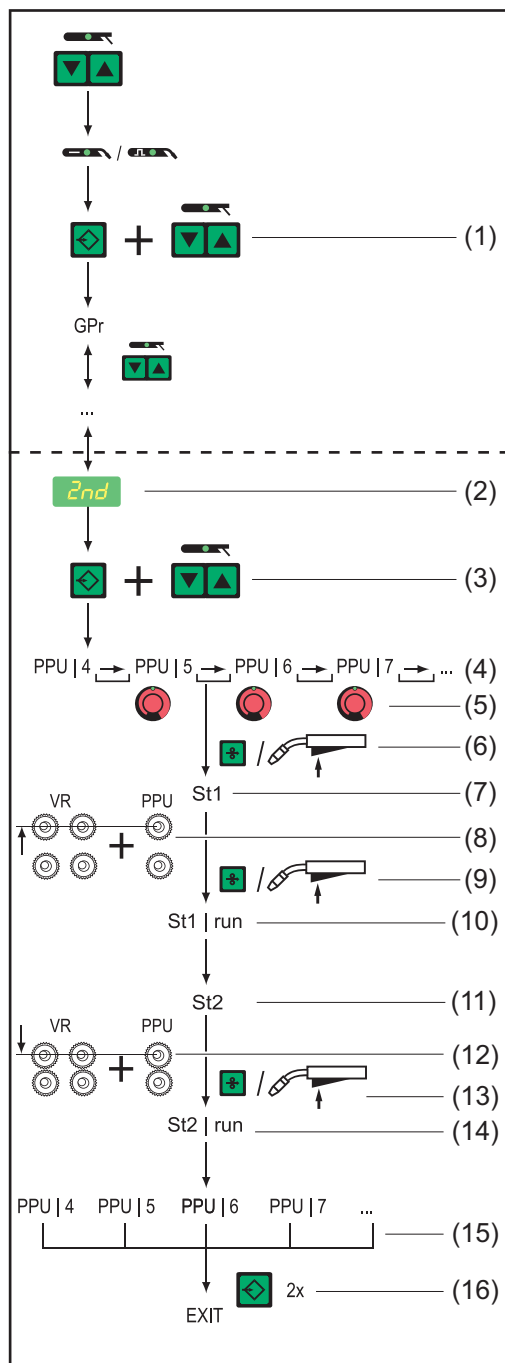 /
+ (1)
GPr
...
2nd (2)
+ (3)
PPU | 4 PPU | 5 PPU | 6 PPU | 7 ... (4)
(5)
/ (6)
St1 (7)
VR PPU
+ (8)
/ (9)
St1 | run (10)
St2 (11)
VR PPU
+ (12)
/ (13)
St2 | run (14)
PPU | 4 PPU | 5 PPU | 6 PPU | 7 ...
(15)
2x (16)
EXIT